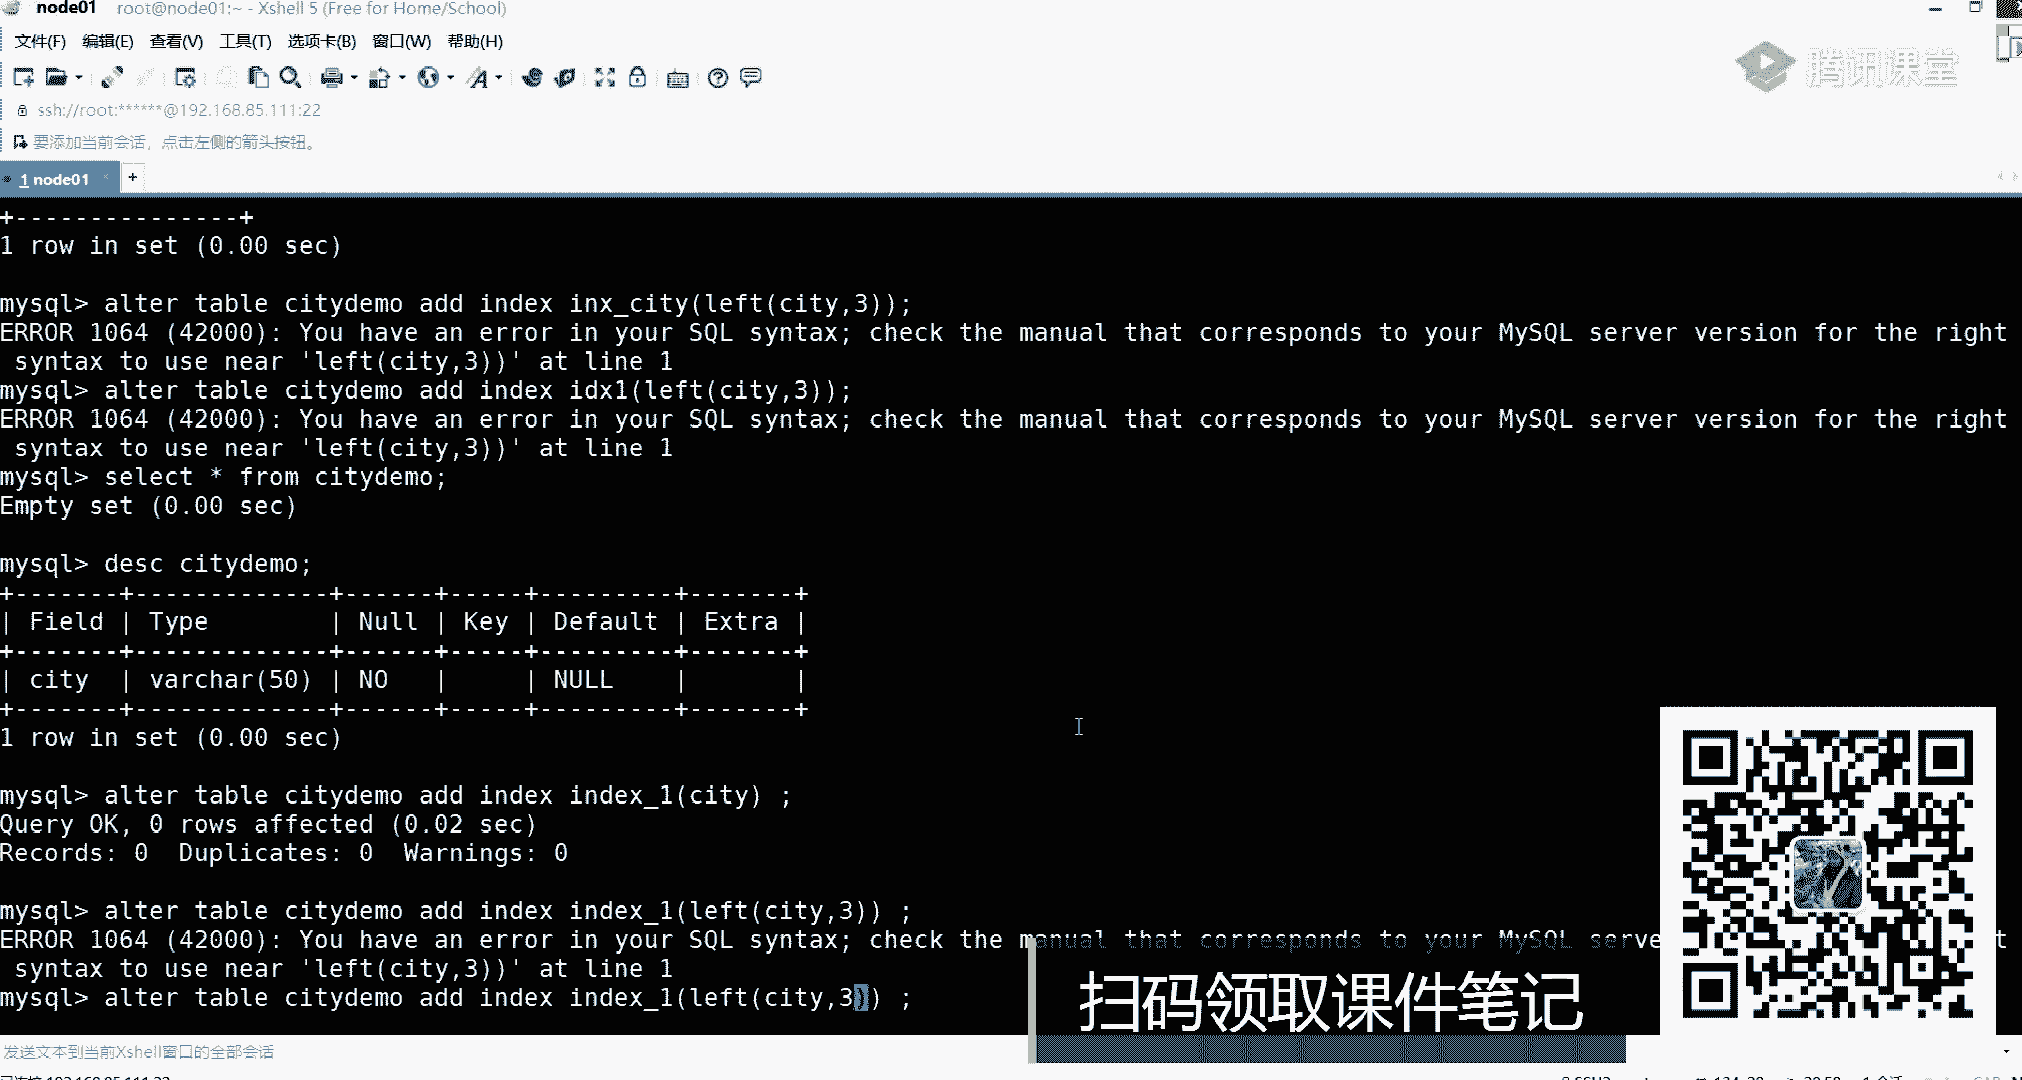 node01 root@node01:~ - Xshell 5 (Free for Home/School)
文件(F) 编辑(E) 查看(V) 工具(T) 选项卡(B) 窗口(W) 帮助(H)
腾讯课堂
ssh://root:******@192.168.85.111:22
要添加当前会话，点击左侧的箭头按钮。
1 node01 × +
+---------------+
1 row in set (0.00 sec)
mysql> alter table citydemo add index inx_city(left(city,3));
ERROR 1064 (42000): You have an error in your SQL syntax; check the manual that corresponds to your MySQL server version for the right
syntax to use near 'left(city,3))' at line 1
mysql> alter table citydemo add index idx1(left(city,3));
ERROR 1064 (42000): You have an error in your SQL syntax; check the manual that corresponds to your MySQL server version for the right
syntax to use near 'left(city,3))' at line 1
mysql> select * from citydemo;
Empty set (0.00 sec)
mysql> desc citydemo;
+-------+-------------+------+-----+---------+-------+
| Field | Type        | Null | Key | Default | Extra |
+-------+-------------+------+-----+---------+-------+
| city  | varchar(50) | NO   |     | NULL    |       |
+-------+-------------+------+-----+---------+-------+
1 row in set (0.00 sec)
mysql> alter table citydemo add index index_1(city) ;
Query OK, 0 rows affected (0.02 sec)
Records: 0  Duplicates: 0  Warnings: 0
mysql> alter table citydemo add index index_1(left(city,3)) ;
ERROR 1064 (42000): You have an error in your SQL syntax; check the manual that corresponds to your MySQL serve t
syntax to use near 'left(city,3))' at line 1
mysql> alter table citydemo add index index_1(left(city,3)) ;
扫码领取课件笔记
发送文本到当前Xshell窗口的全部会话